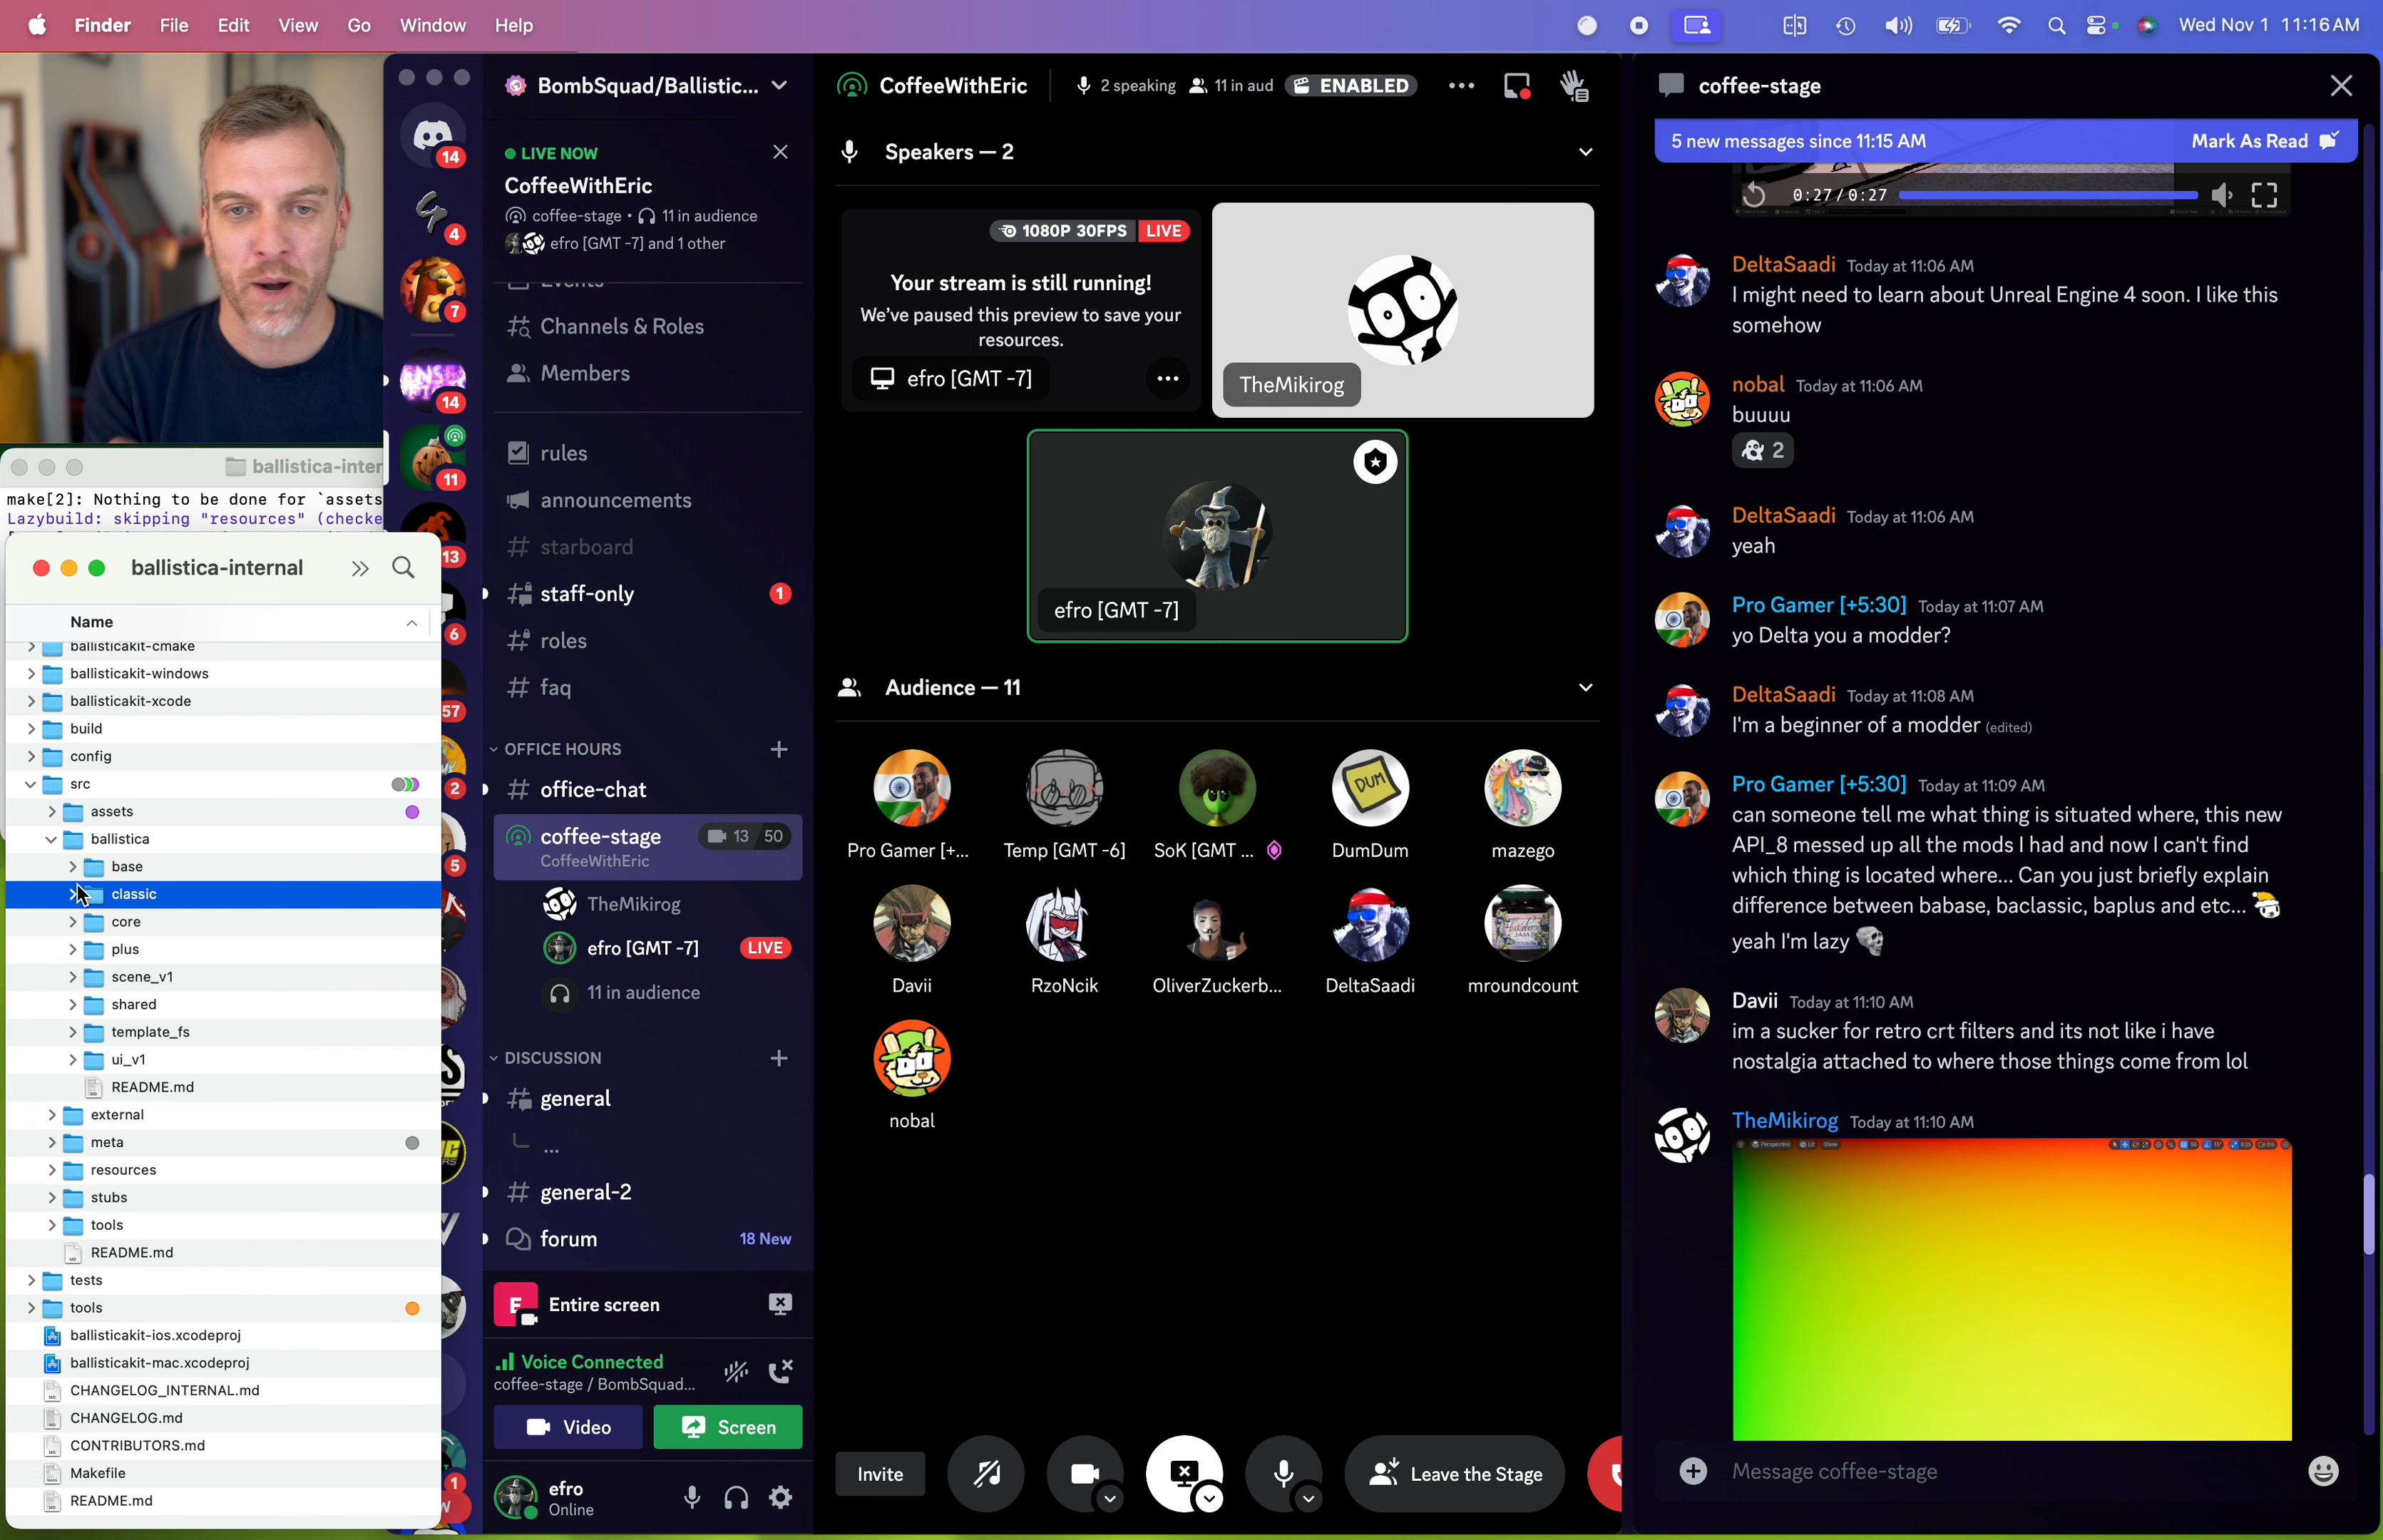 Finder File Edit View Go Window Help
Wed Nov 1 11:16 AM
ballistica-inter
make[2]: Nothing to be done for `assets
Lazybuild: skipping "resources" (checke
ballistica-internal
Name
ballisticakit-cmake
ballisticakit-windows
ballisticakit-xcode
build
config
src
assets
ballistica
base
classic
core
plus
scene_v1
shared
template_fs
ui_v1
README.md
external
meta
resources
stubs
tools
README.md
tests
tools
ballisticakit-ios.xcodeproj
ballisticakit-mac.xcodeproj
CHANGELOG_INTERNAL.md
CHANGELOG.md
CONTRIBUTORS.md
Makefile
README.md
14
4
7
14
11
13
6
57
2
5
1
BombSquad/Ballistic...
LIVE NOW
CoffeeWithEric
coffee-stage • 11 in audience
efro [GMT -7] and 1 other
Events
Channels & Roles
Members
rules
announcements
starboard
staff-only 1
roles
faq
OFFICE HOURS
office-chat
coffee-stage 13 50
CoffeeWithEric
TheMikirog
efro [GMT -7] LIVE
11 in audience
DISCUSSION
general
...
general-2
forum 18 New
E Entire screen
Voice Connected
coffee-stage / BombSquad...
Video Screen
efro
Online
CoffeeWithEric 2 speaking 11 in aud ENABLED
Speakers — 2
1080P 30FPS LIVE
Your stream is still running!
We've paused this preview to save your
resources.
efro [GMT -7]
TheMikirog
efro [GMT -7]
Audience — 11
DUM
Pro Gamer [+... Temp [GMT -6] SoK [GMT ... DumDum mazego
Davii RzoNcik OliverZuckerb... DeltaSaadi mroundcount
nobal
Invite
Leave the Stage
coffee-stage
5 new messages since 11:15 AM Mark As Read
0:27/0:27
DeltaSaadi Today at 11:06 AM
I might need to learn about Unreal Engine 4 soon. I like this
somehow
nobal Today at 11:06 AM
buuuu
2
DeltaSaadi Today at 11:06 AM
yeah
Pro Gamer [+5:30] Today at 11:07 AM
yo Delta you a modder?
DeltaSaadi Today at 11:08 AM
I'm a beginner of a modder (edited)
Pro Gamer [+5:30] Today at 11:09 AM
can someone tell me what thing is situated where, this new
API_8 messed up all the mods I had and now I can't find
which thing is located where... Can you just briefly explain
difference between babase, baclassic, baplus and etc...
yeah I'm lazy
Davii Today at 11:10 AM
im a sucker for retro crt filters and its not like i have
nostalgia attached to where those things come from lol
TheMikirog Today at 11:10 AM
Perspective Lit Show
Message coffee-stage